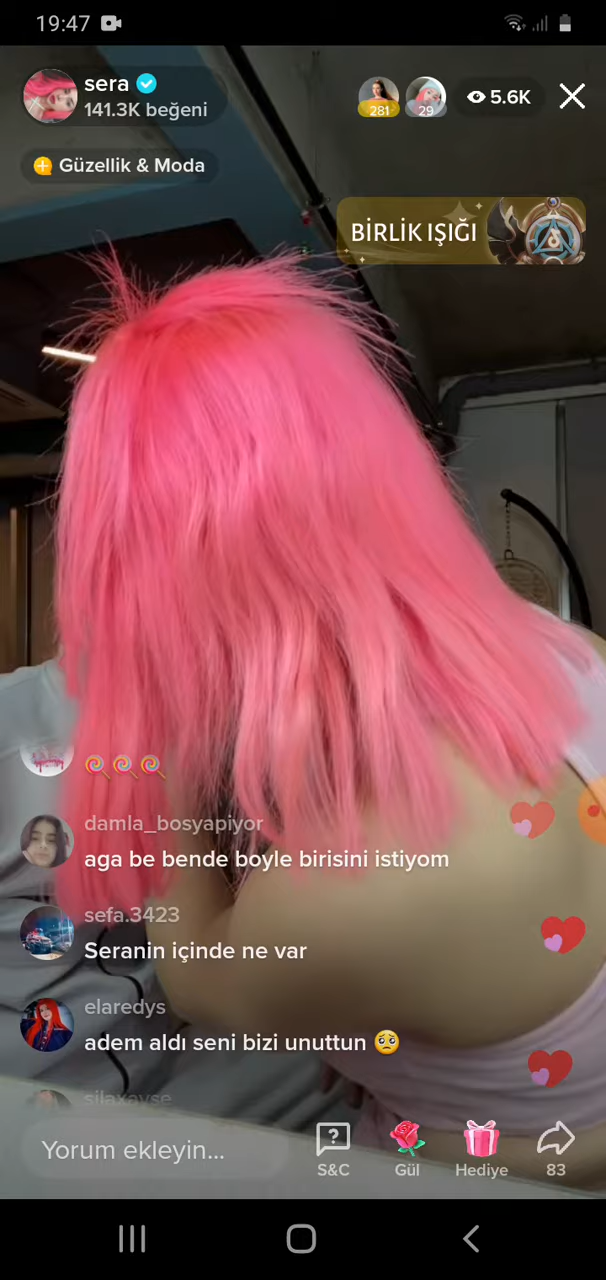 19:47
sera
141.3K beğeni
281
29
5.6K
Güzellik & Moda
BİRLİK IŞIĞI
damla_bosyapiyor
aga be bende boyle birisini istiyom
sefa.3423
Seranin içinde ne var
elaredys
adem aldı seni bizi unuttun 🥺
silaxayse
Yorum ekleyin...
S&C
Gül
Hediye
83